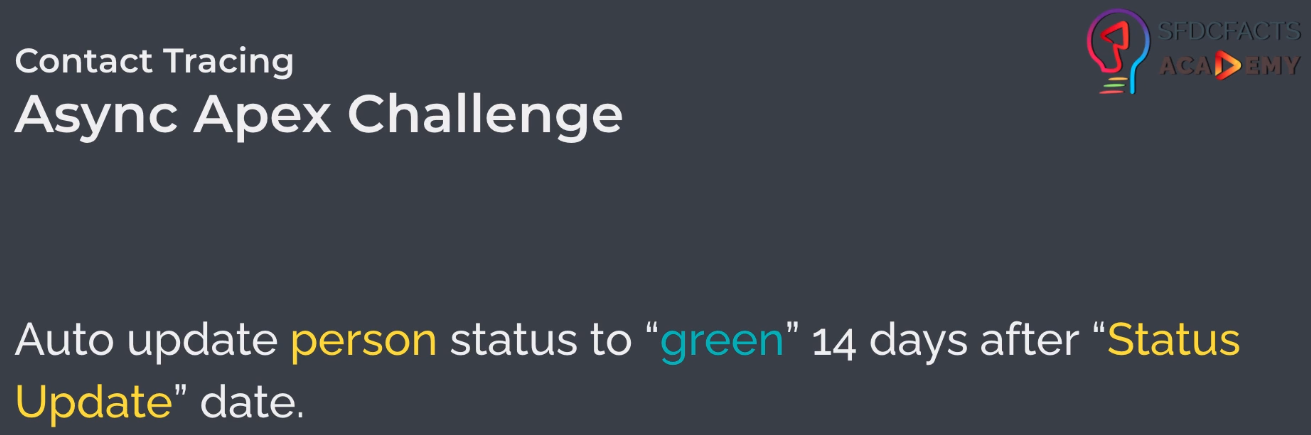 SFDCFACTS
ACADEMY
Contact Tracing
Async Apex Challenge
Auto update person status to “green” 14 days after “Status
Update” date.